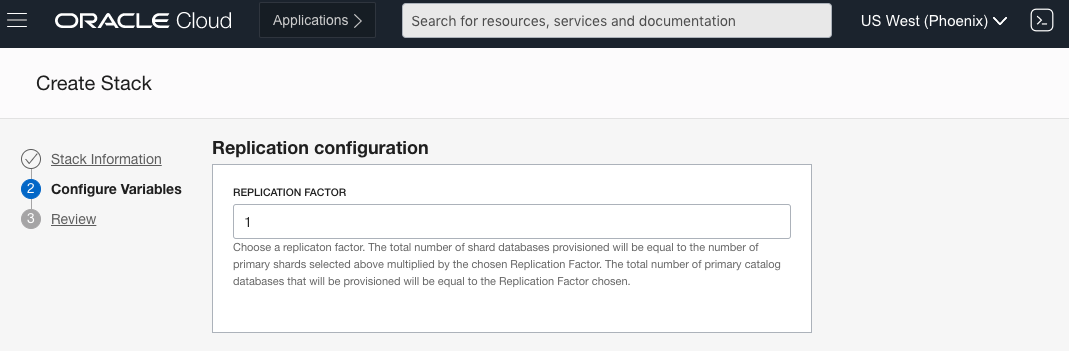 ORACLE Cloud
Applications
Search for resources, services and documentation
US West (Phoenix)
Create Stack
Stack Information
2 Configure Variables
3 Review
Replication configuration
REPLICATION FACTOR
1
Choose a replicaton factor. The total number of shard databases provisioned will be equal to the number of
primary shards selected above multiplied by the chosen Replication Factor. The total number of primary catalog
databases that will be provisioned will be equal to the Replication Factor chosen.